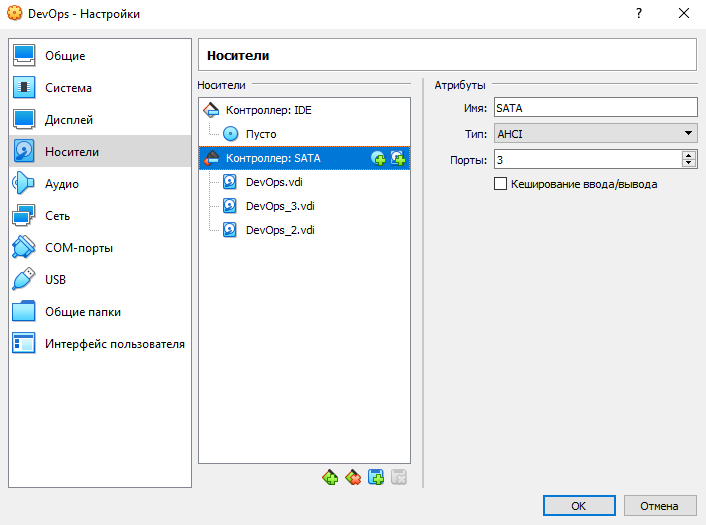 DevOps - Настройки
?
Общие
Система
Дисплей
Носители
Аудио
Сеть
COM-порты
USB
Общие папки
Интерфейс пользователя
Носители
Носители
Контроллер: IDE
Пусто
Контроллер: SATA
DevOps.vdi
DevOps_3.vdi
DevOps_2.vdi
Атрибуты
Имя: SATA
Тип: AHCI
Порты: 3
Кеширование ввода/вывода
OK
Отмена